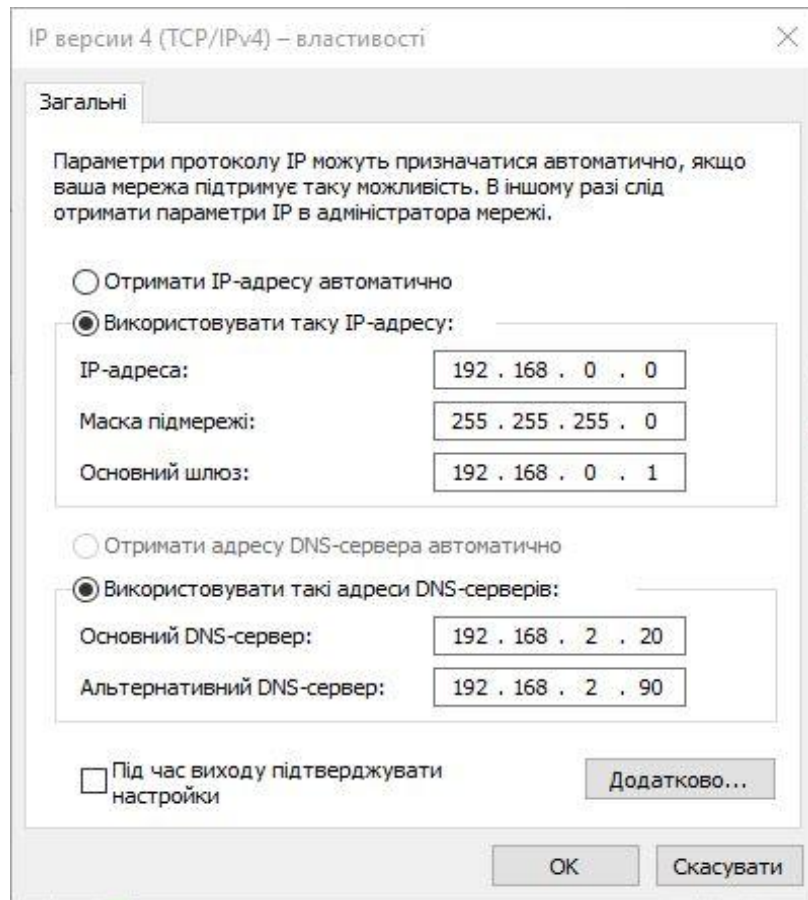 IP версии 4 (TCP/IPv4) – властивості
Загальні
Параметри протоколу IP можуть призначатися автоматично, якщо
ваша мережа підтримує таку можливість. В іншому разі слід
отримати параметри IP в адміністратора мережі.
Отримати IP-адресу автоматично
Використовувати таку IP-адресу:
IP-адреса: 192 . 168 . 0 . 0
Маска підмережі: 255 . 255 . 255 . 0
Основний шлюз: 192 . 168 . 0 . 1
Отримати адресу DNS-сервера автоматично
Використовувати такі адреси DNS-серверів:
Основний DNS-сервер: 192 . 168 . 2 . 20
Альтернативний DNS-сервер: 192 . 168 . 2 . 90
Під час виходу підтверджувати
настройки
Додатково...
OK Скасувати